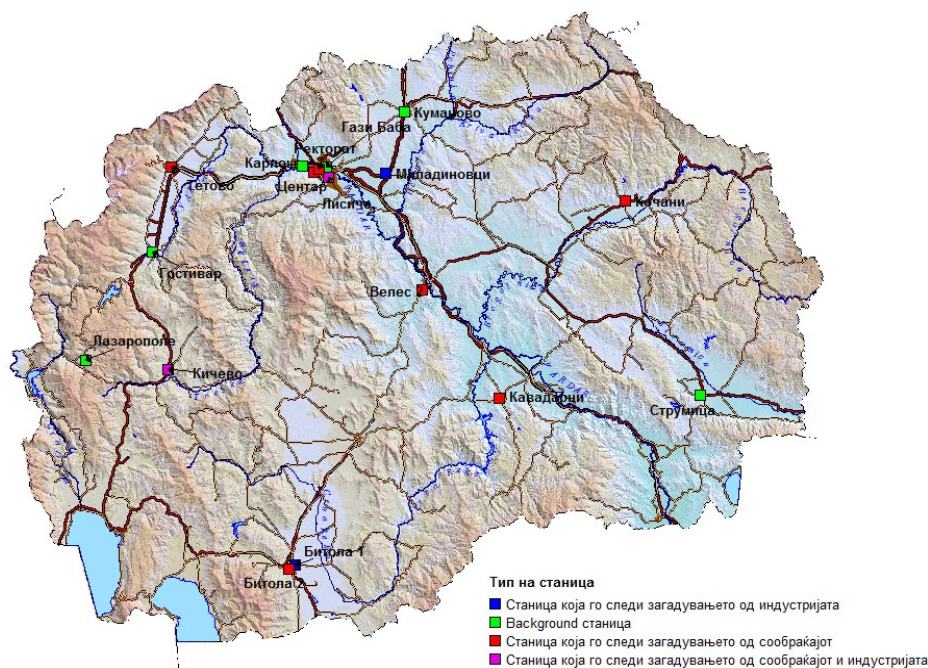 Куманово
Гази Баба
Ректорат
Карпош
Тетово
Центар
Миладиновци
Лисиче
Кочани
Гостивар
Велес
Лазарополе
Кичево
Кавадарци
Струмица
Битола 1
Битола 2
Тип на станица
Станица која го следи загадувањето од индустријата
Background станица
Станица која го следи загадувањето од сообраќајот
Станица која го следи загадувањето од сообраќајот и индустријата